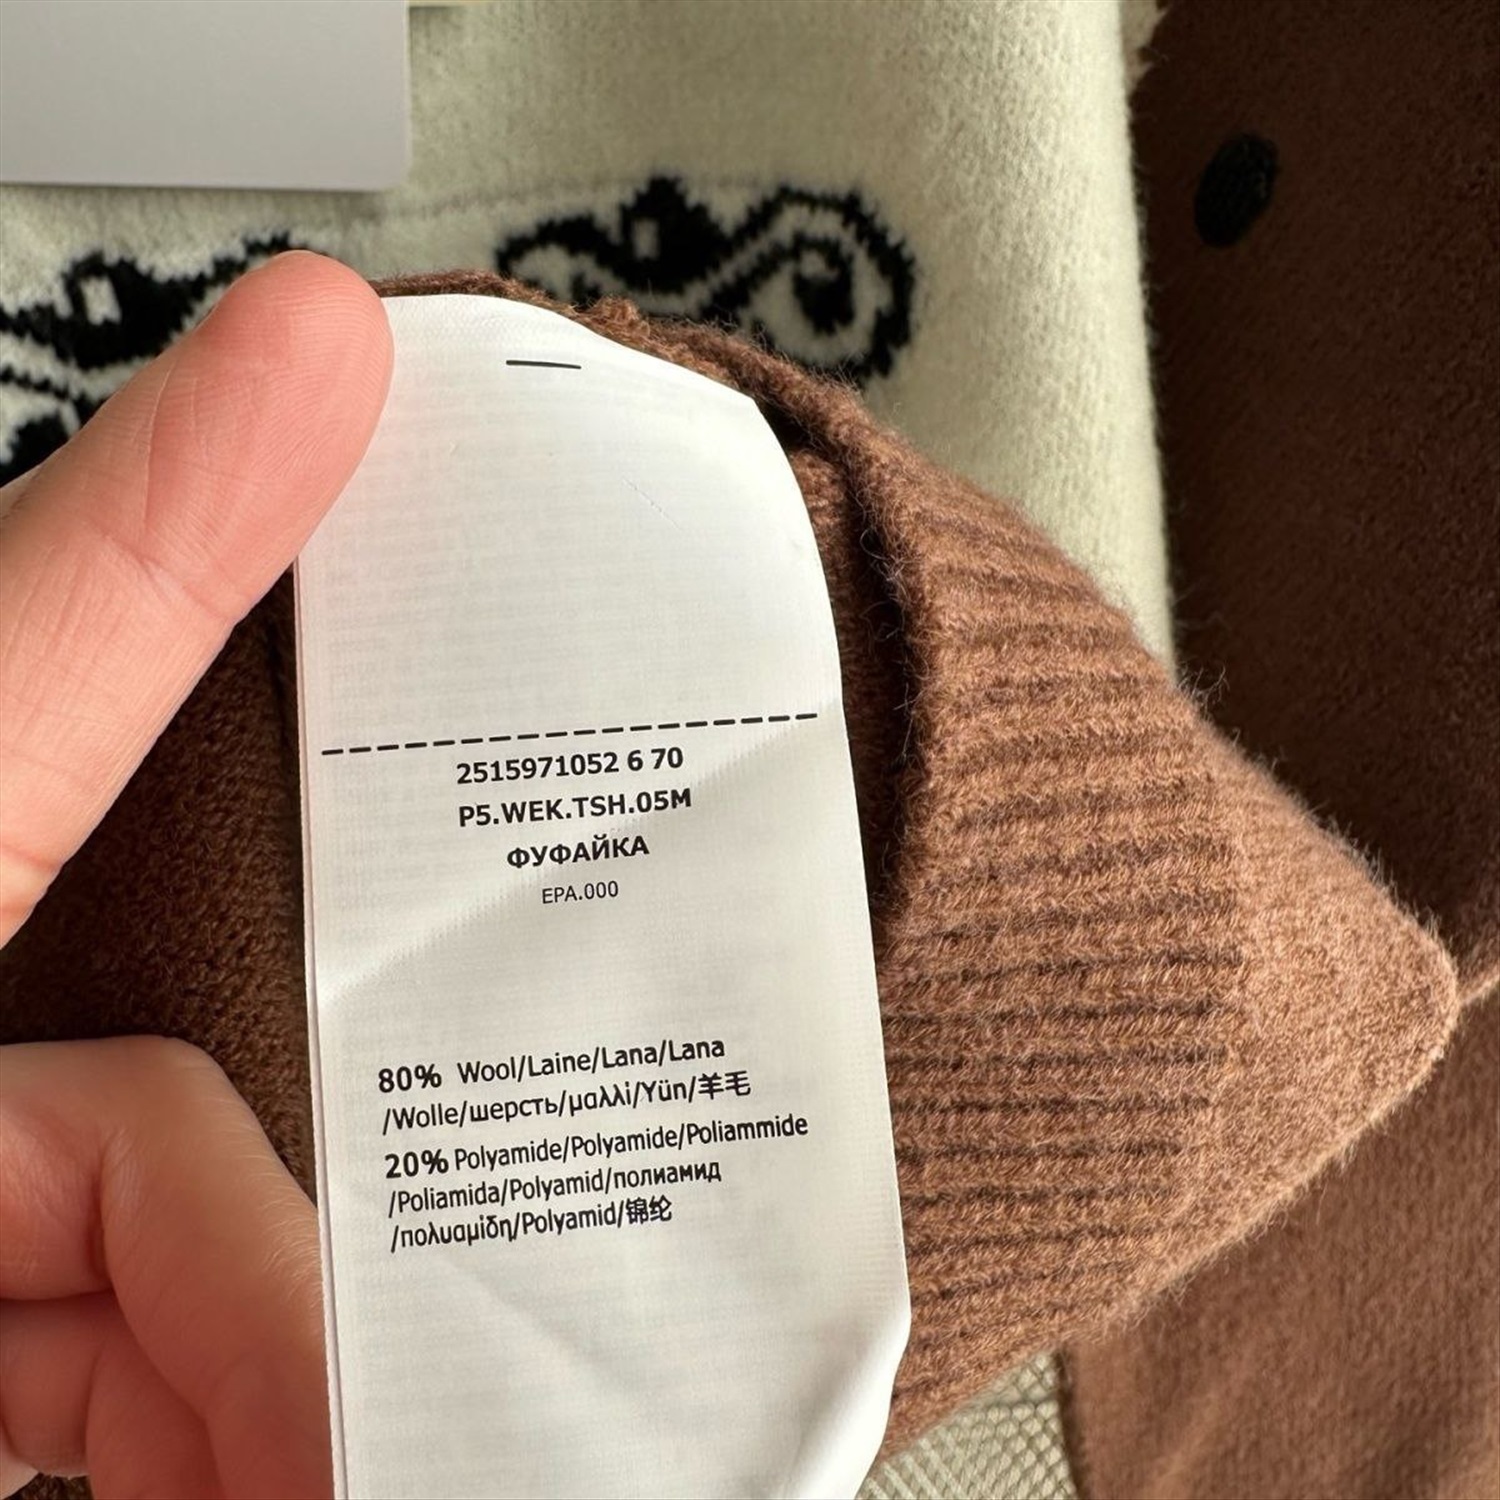 2515971052 6 70
P5.WEK.TSH.05M
ФУФАЙКА
EPA.000
80% Wool/Laine/Lana/Lana
/Wolle/шерсть/μαλλί/Yün/羊毛
20% Polyamide/Polyamide/Poliammide
/Poliamida/Polyamid/полиамид
/πολυαμίδη/Polyamid/锦纶